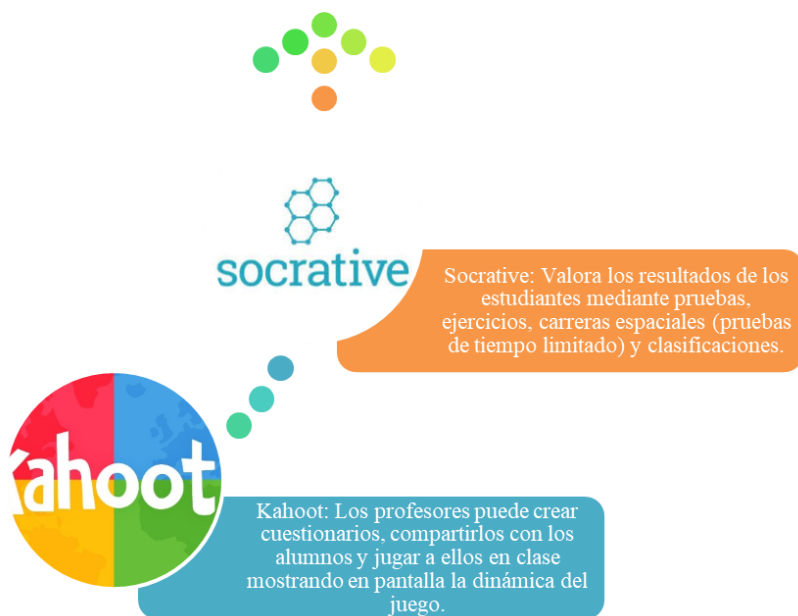 socrative
Socrative: Valora los resultados de los
estudiantes mediante pruebas,
ejercicios, carreras espaciales (pruebas
de tiempo limitado) y clasificaciones.
Kahoot
Kahoot: Los profesores puede crear
cuestionarios, compartirlos con los
alumnos y jugar a ellos en clase
mostrando en pantalla la dinámica del
juego.